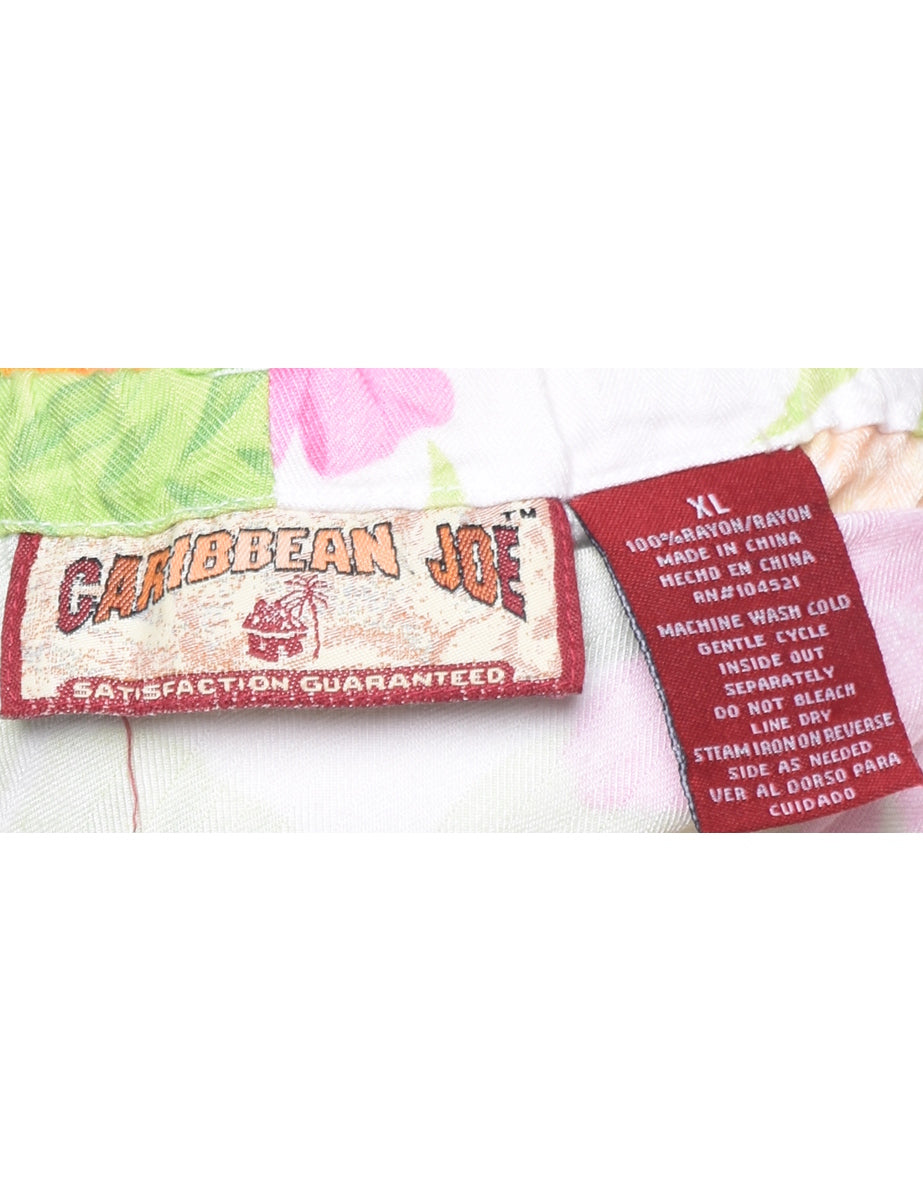 CARIBBEAN JOE™
SATISFACTION GUARANTEED
XL
100%RAYON/RAYON
MADE IN CHINA
HECHO EN CHINA
RN#104521
MACHINE WASH COLD
GENTLE CYCLE
INSIDE OUT
SEPARATELY
DO NOT BLEACH
LINE DRY
STEAM IRON ON REVERSE
SIDE AS NEEDED
VER AL DORSO PARA
CUIDADO